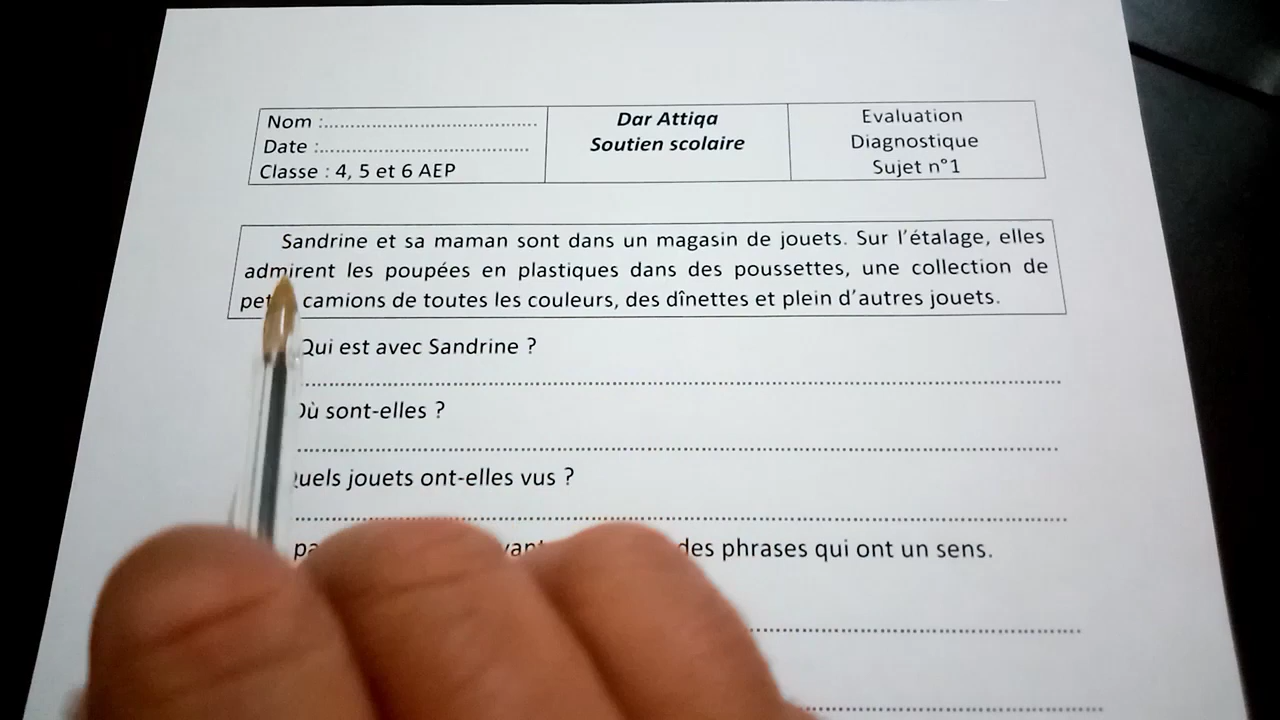 Nom :..........................................
Date :..........................................
Classe : 4, 5 et 6 AEP
Dar Attiqa
Soutien scolaire
Evaluation
Diagnostique
Sujet n°1
Sandrine et sa maman sont dans un magasin de jouets. Sur l'étalage, elles
admirent les poupées en plastiques dans des poussettes, une collection de
camions de toutes les couleurs, des dînettes et plein d'autres jouets.
Qui est avec Sandrine ?
Où sont-elles ?
Quels jouets ont-elles vus ?
des phrases qui ont un sens.